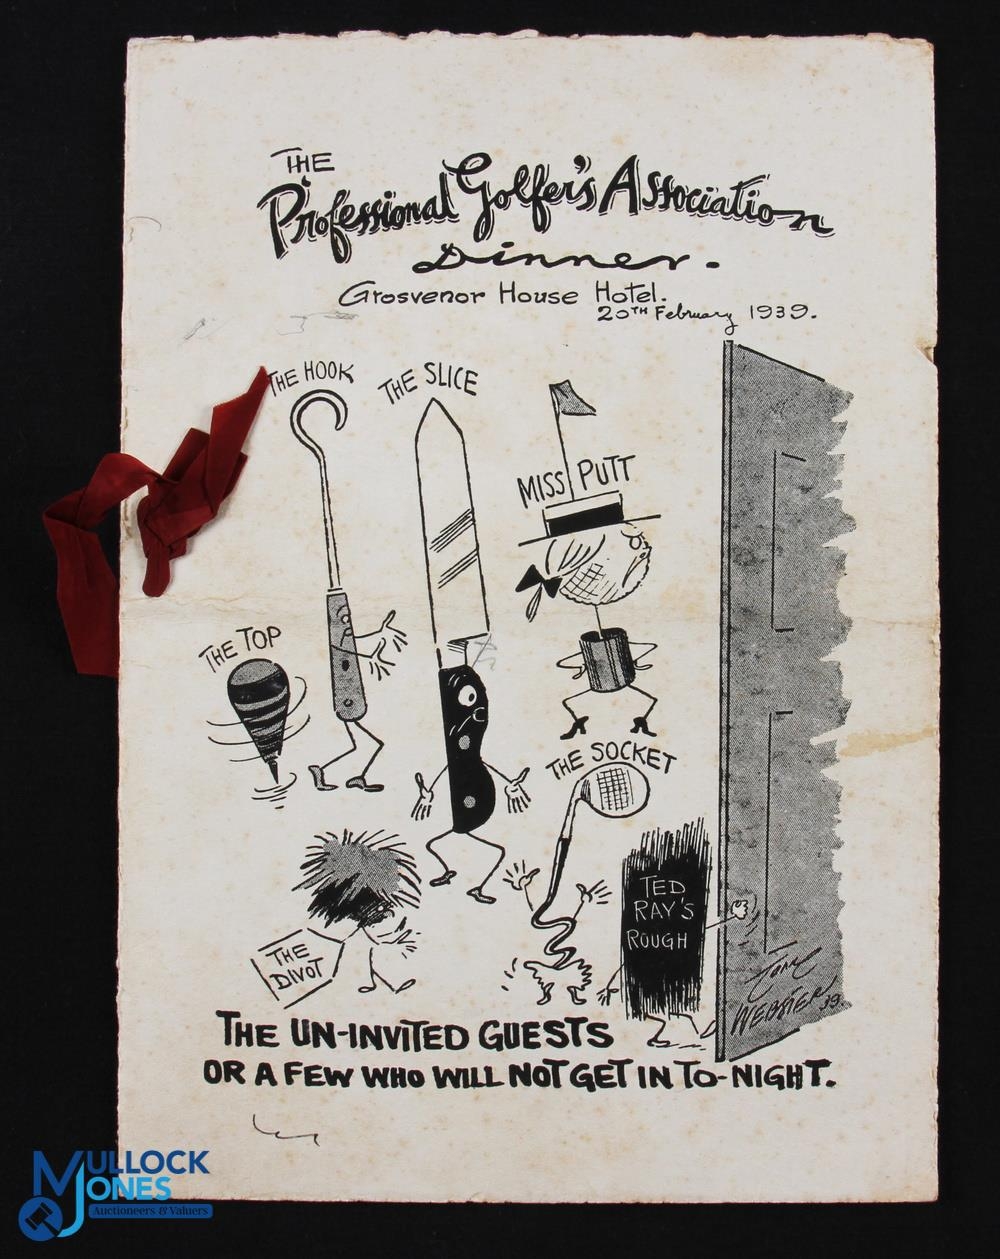 THE
Professional Golfer's Association
Dinner.
Grosvenor House Hotel.
20TH February 1939.
THE HOOK
THE SLICE
MISS PUTT
THE TOP
THE SOCKET
TED
RAY'S
ROUGH
THE
DIVOT
Tom
WEBSTER
39.
THE UN-INVITED GUESTS
OR A FEW WHO WILL NOT GET IN TO-NIGHT.
MULLOCK
JONES
Auctioneers & Valuers